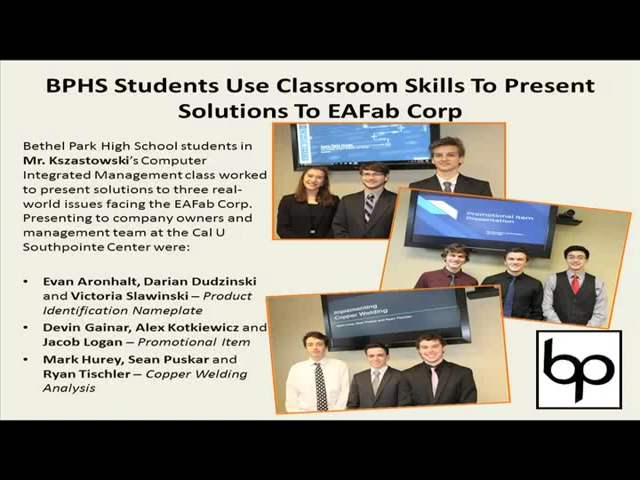 BPHS Students Use Classroom Skills To Present
Solutions To EAFab Corp
Bethel Park High School students in
Mr. Kszastowski's Computer
Integrated Management class worked
to present solutions to three real-
world issues facing the EAFab Corp.
Presenting to company owners and
management team at the Cal U
Southpointe Center were:
• Evan Aronhalt, Darian Dudzinski
and Victoria Slawinski – Product
Identification Nameplate
• Devin Gainar, Alex Kotkiewicz and
Jacob Logan – Promotional Item
• Mark Hurey, Sean Puskar and
Ryan Tischler – Copper Welding
Analysis
Promotional Item
Presentation
Implementing
Copper Welding
bp